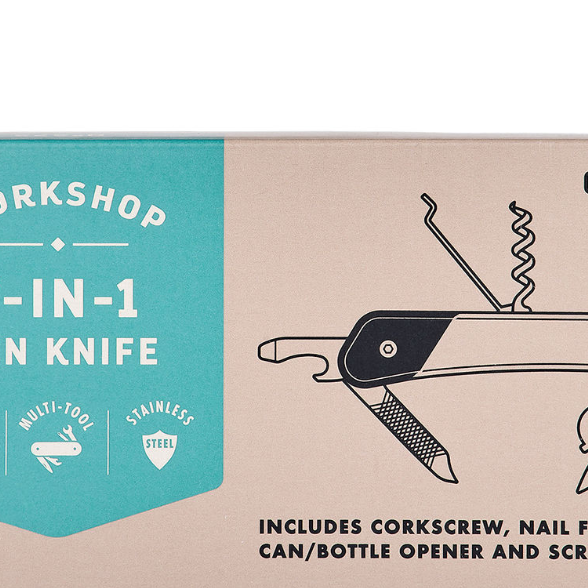 ORKSHOP
-IN-1
N KNIFE
MULTI-TOOL
STAINLESS
STEEL
INCLUDES CORKSCREW, NAIL F
CAN/BOTTLE OPENER AND SCR